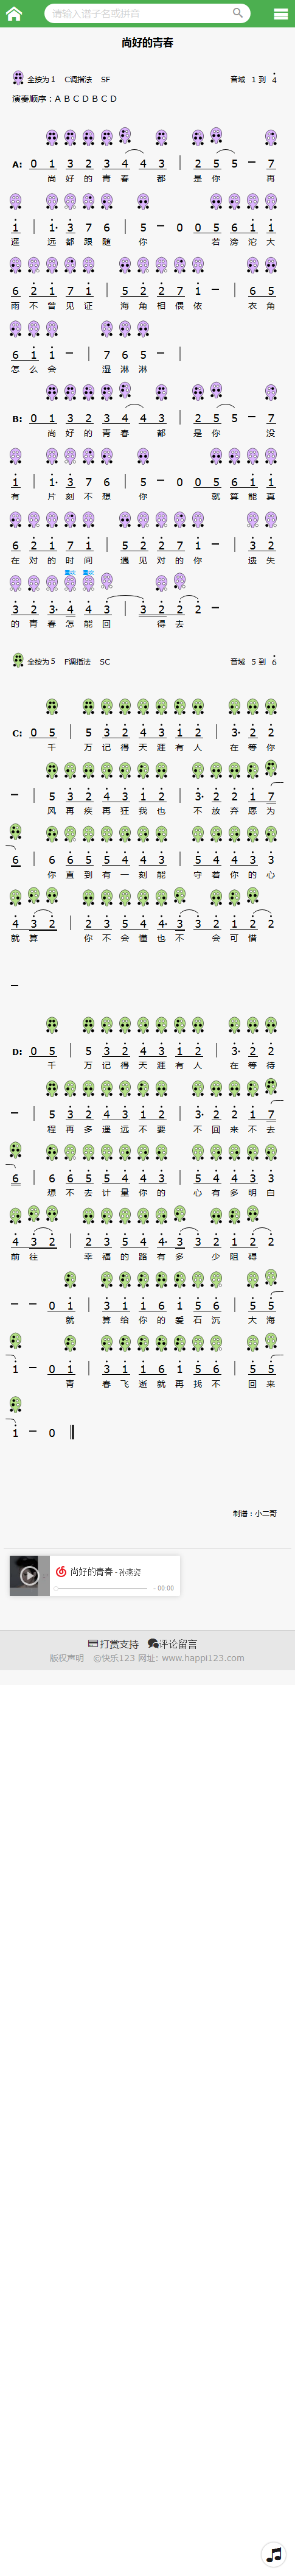 请输入谱子名或拼音
尚好的青春
全按为1 C调指法 SF 音域 1 到 4
演奏顺序：A B C D B C D
A: 0 1 3 2 3 4 4 3 | 2 5 5 - 7
尚 好 的 青 春 都 是 你 再
1 | 1· 3 7 6 | 5 - 0 0 5 6 1 1
遥 远 都 跟 随 你 若 滂 沱 大
6 2 1 7 1 | 5 2 2 7 1 - | 6 5
雨 不 曾 见 证 海 角 相 偎 依 衣 角
6 1 1 - | 7 6 5 - |
怎 么 会 湿 淋 淋
B: 0 1 3 2 3 4 4 3 | 2 5 5 - 7
尚 好 的 青 春 都 是 你 没
1 | 1· 3 7 6 | 5 - 0 0 5 6 1 1
有 片 刻 不 想 你 就 算 能 真
6 2 1 7 1 | 5 2 2 7 1 - | 3 2
在 对 的 时 间 遇 见 对 的 你 遗 失
3 2 3· 4 4 3 | 3 2 2 2 -
的 青 春 怎 能 回 得 去
全按为5 F调指法 SC 音域 5 到 6
C: 0 5 | 5 3 2 4 3 1 2 | 3· 2 2
千 万 记 得 天 涯 有 人 在 等 你
- | 5 3 2 4 3 1 2 | 3· 2 2 1 7
风 再 疾 再 狂 我 也 不 放 弃 愿 为
6 | 6 6 5 5 4 4 3 | 5 4 4 3 3
你 直 到 有 一 刻 能 守 着 你 的 心
4 3 2 | 2 3 5 4 4· 3 3 2 1 2 2
就 算 你 不 会 懂 也 不 会 可 惜
-
D: 0 5 | 5 3 2 4 3 1 2 | 3· 2 2
千 万 记 得 天 涯 有 人 在 等 待
- | 5 3 2 4 3 1 2 | 3· 2 2 1 7
程 再 多 遥 远 不 要 不 回 来 不 去
6 | 6 6 5 5 4 4 3 | 5 4 4 3 3
想 不 去 计 量 你 的 心 有 多 明 白
4 3 2 | 2 3 5 4 4· 3 3 2 1 2 2
前 往 幸 福 的 路 有 多 少 阻 碍
- - 0 1 | 3 1 1 6 1 5 6 | 5 5
就 算 给 你 的 爱 石 沉 大 海
1 - 0 1 | 3 1 1 6 1 5 6 | 5 5
青 春 飞 逝 就 再 找 不 回 来
1 - 0
制谱：小二哥
尚好的青春 - 孙燕姿
- 00:00
打赏支持 评论留言
版权声明 ©快乐123 网址：www.happi123.com